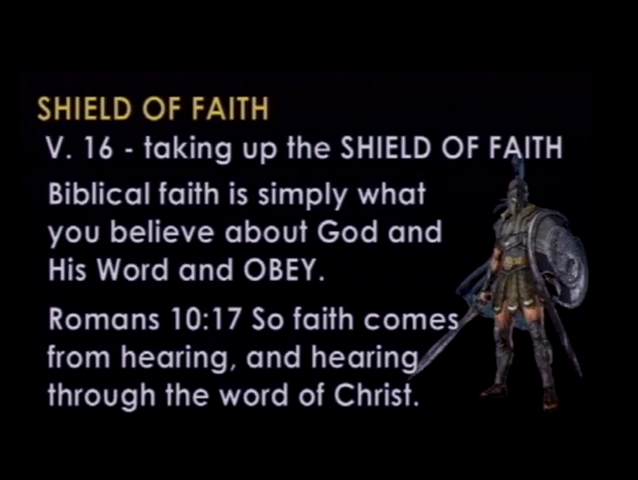 SHIELD OF FAITH
V. 16 - taking up the SHIELD OF FAITH
Biblical faith is simply what
you believe about God and
His Word and OBEY.
Romans 10:17 So faith comes
from hearing, and hearing
through the word of Christ.